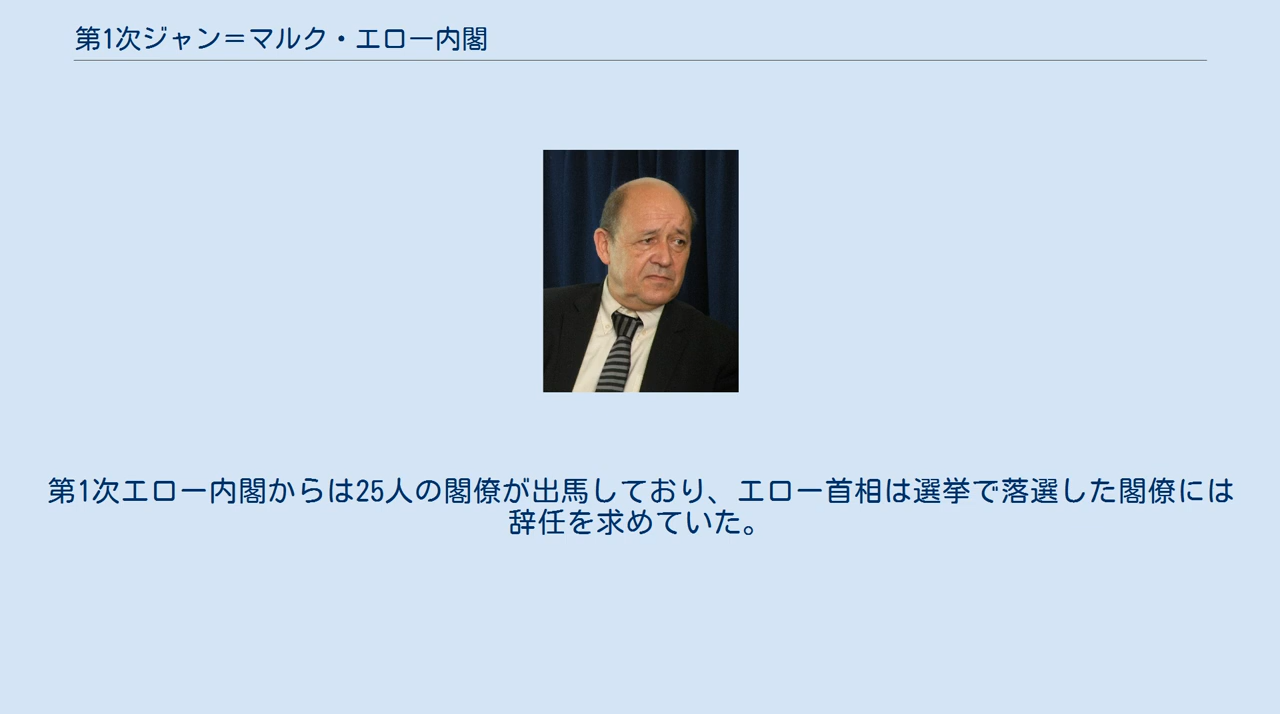 第1次ジャン＝マルク・エロー内閣
第1次エロー内閣からは25人の閣僚が出馬しており、エロー首相は選挙で落選した閣僚には
辞任を求めていた。